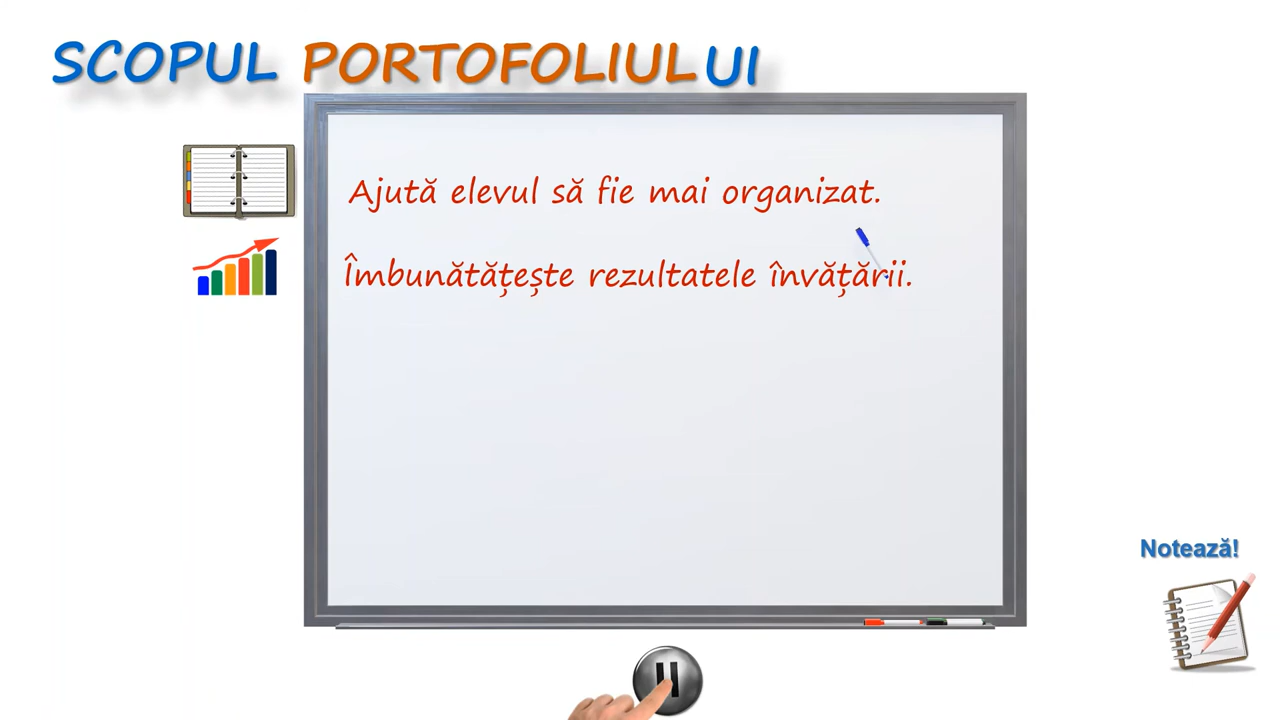 SCOPUL PORTOFOLIULUI
Ajută elevul să fie mai organizat.
Îmbunătățește rezultatele învățării.
Notează!